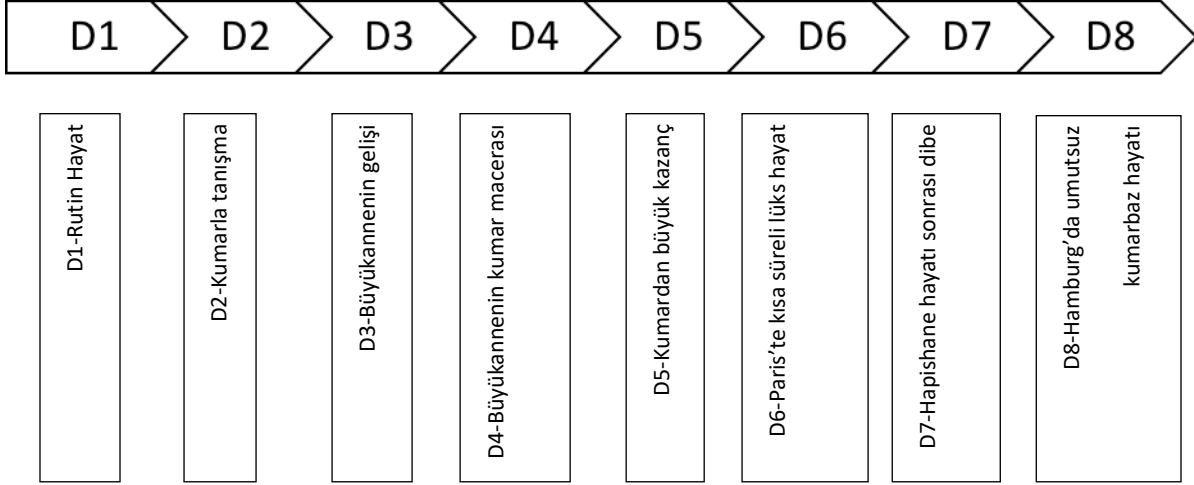 D1
D2
D3
D4
D5
D6
D7
D8
D1-Rutin Hayat
D2-Kumarla tanışma
D3-Büyükannenin gelişi
D4-Büyükannenin kumar macerası
D5-Kumardan büyük kazanç
D6-Paris’te kısa süreli lüks hayat
D7-Hapishane hayatı sonrası dibe
D8-Hamburg’da umutsuz
kumarbaz hayatı